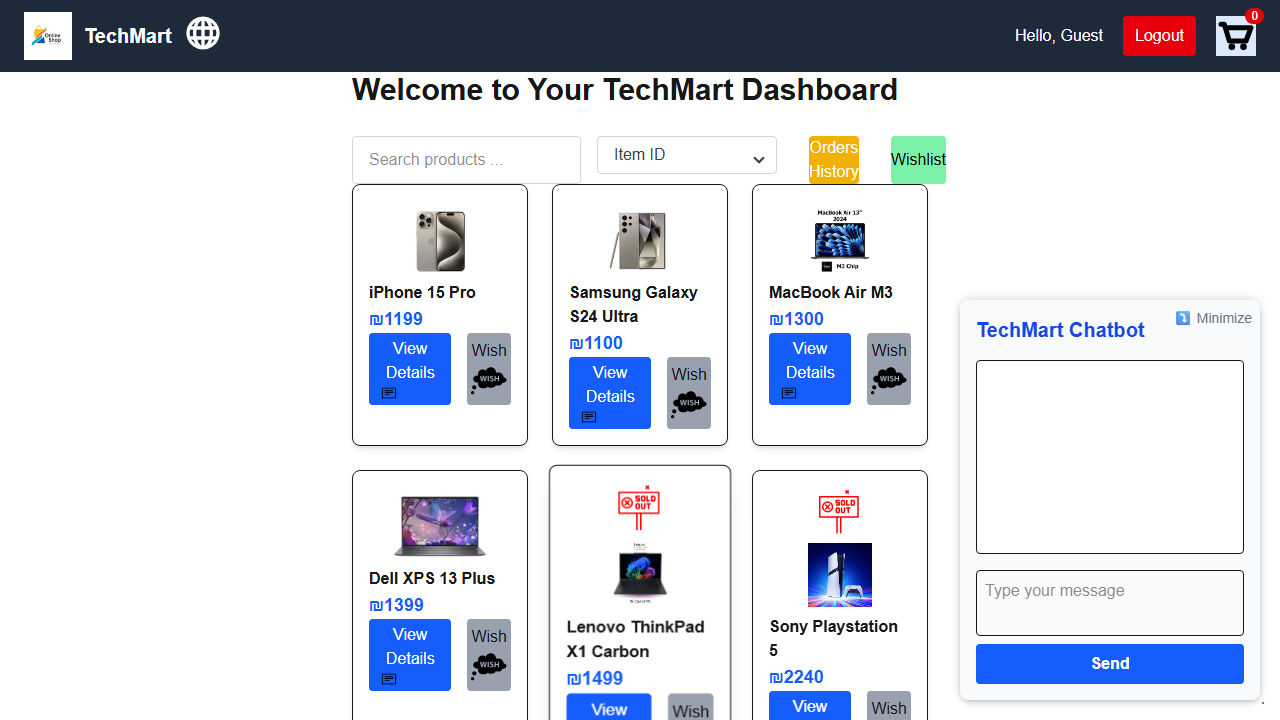 Online
Shop
TechMart
Hello, Guest
Logout
0
Welcome to Your TechMart Dashboard
Search products ...
Item ID
Orders
History
Wishlist
iPhone 15 Pro
₪1199
View
Details
Wish
WISH
Samsung Galaxy
S24 Ultra
₪1100
View
Details
Wish
WISH
MacBook Air 13"
2024
M3 Chip
MacBook Air M3
₪1300
View
Details
Wish
WISH
Dell XPS 13 Plus
₪1399
View
Details
Wish
WISH
SOLD
OUT
Lenovo ThinkPad
X1 Carbon
₪1499
View
Wish
SOLD
OUT
Sony Playstation
5
₪2240
View
Wish
Minimize
TechMart Chatbot
Type your message
Send